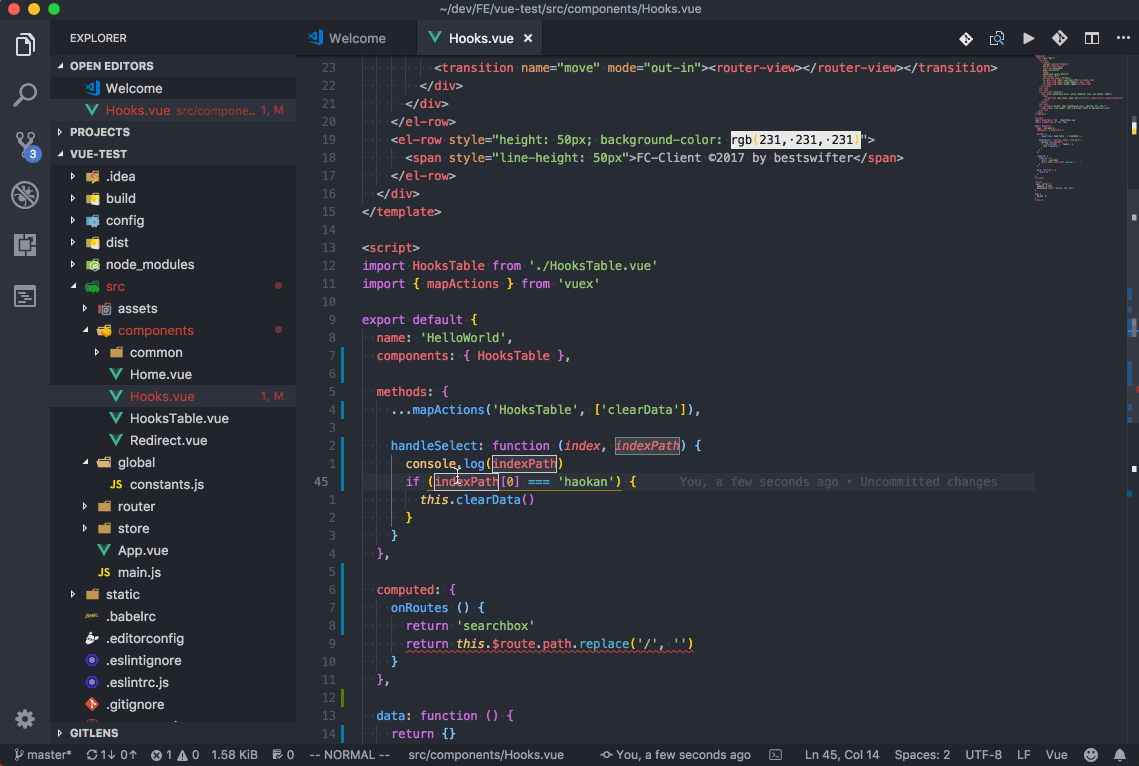 ~/dev/FE/vue-test/src/components/Hooks.vue
EXPLORER
OPEN EDITORS
Welcome
Hooks.vue src/compone... 1, M
PROJECTS
VUE-TEST
.idea
build
config
dist
node_modules
src
assets
components
common
Home.vue
Hooks.vue 1, M
HooksTable.vue
Redirect.vue
global
JS constants.js
router
store
App.vue
JS main.js
static
.babelrc
.editorconfig
.eslintignore
.eslintrc.js
.gitignore
GITLENS
3
Welcome
Hooks.vue ×
23 <transition name="move" mode="out-in"><router-view></router-view></transition>
22 </div>
21 </div>
20 </el-row>
19 <el-row style="height: 50px; background-color: rgb(231,·231,·231)">
18 <span style="line-height: 50px">FC-Client ©2017 by bestswifter</span>
17 </el-row>
16 </div>
15 </template>
14
13 <script>
12 import HooksTable from './HooksTable.vue'
11 import { mapActions } from 'vuex'
10
9 export default {
8 name: 'HelloWorld',
7 components: { HooksTable },
6
5 methods: {
4 ...mapActions('HooksTable', ['clearData']),
3
2 handleSelect: function (index, indexPath) {
1 console.log(indexPath)
45 if (indexPath[0] === 'haokan') { You, a few seconds ago • Uncommitted changes
1 this.clearData()
2 }
3 }
4 },
5
6 computed: {
7 onRoutes () {
8 return 'searchbox'
9 return this.$route.path.replace('/', '')
10 }
11 },
12
13 data: function () {
14 return {}
master* 1↓ 0↑ 1 0 1.58 KiB 0 -- NORMAL -- src/components/Hooks.vue You, a few seconds ago Ln 45, Col 14 Spaces: 2 UTF-8 LF Vue